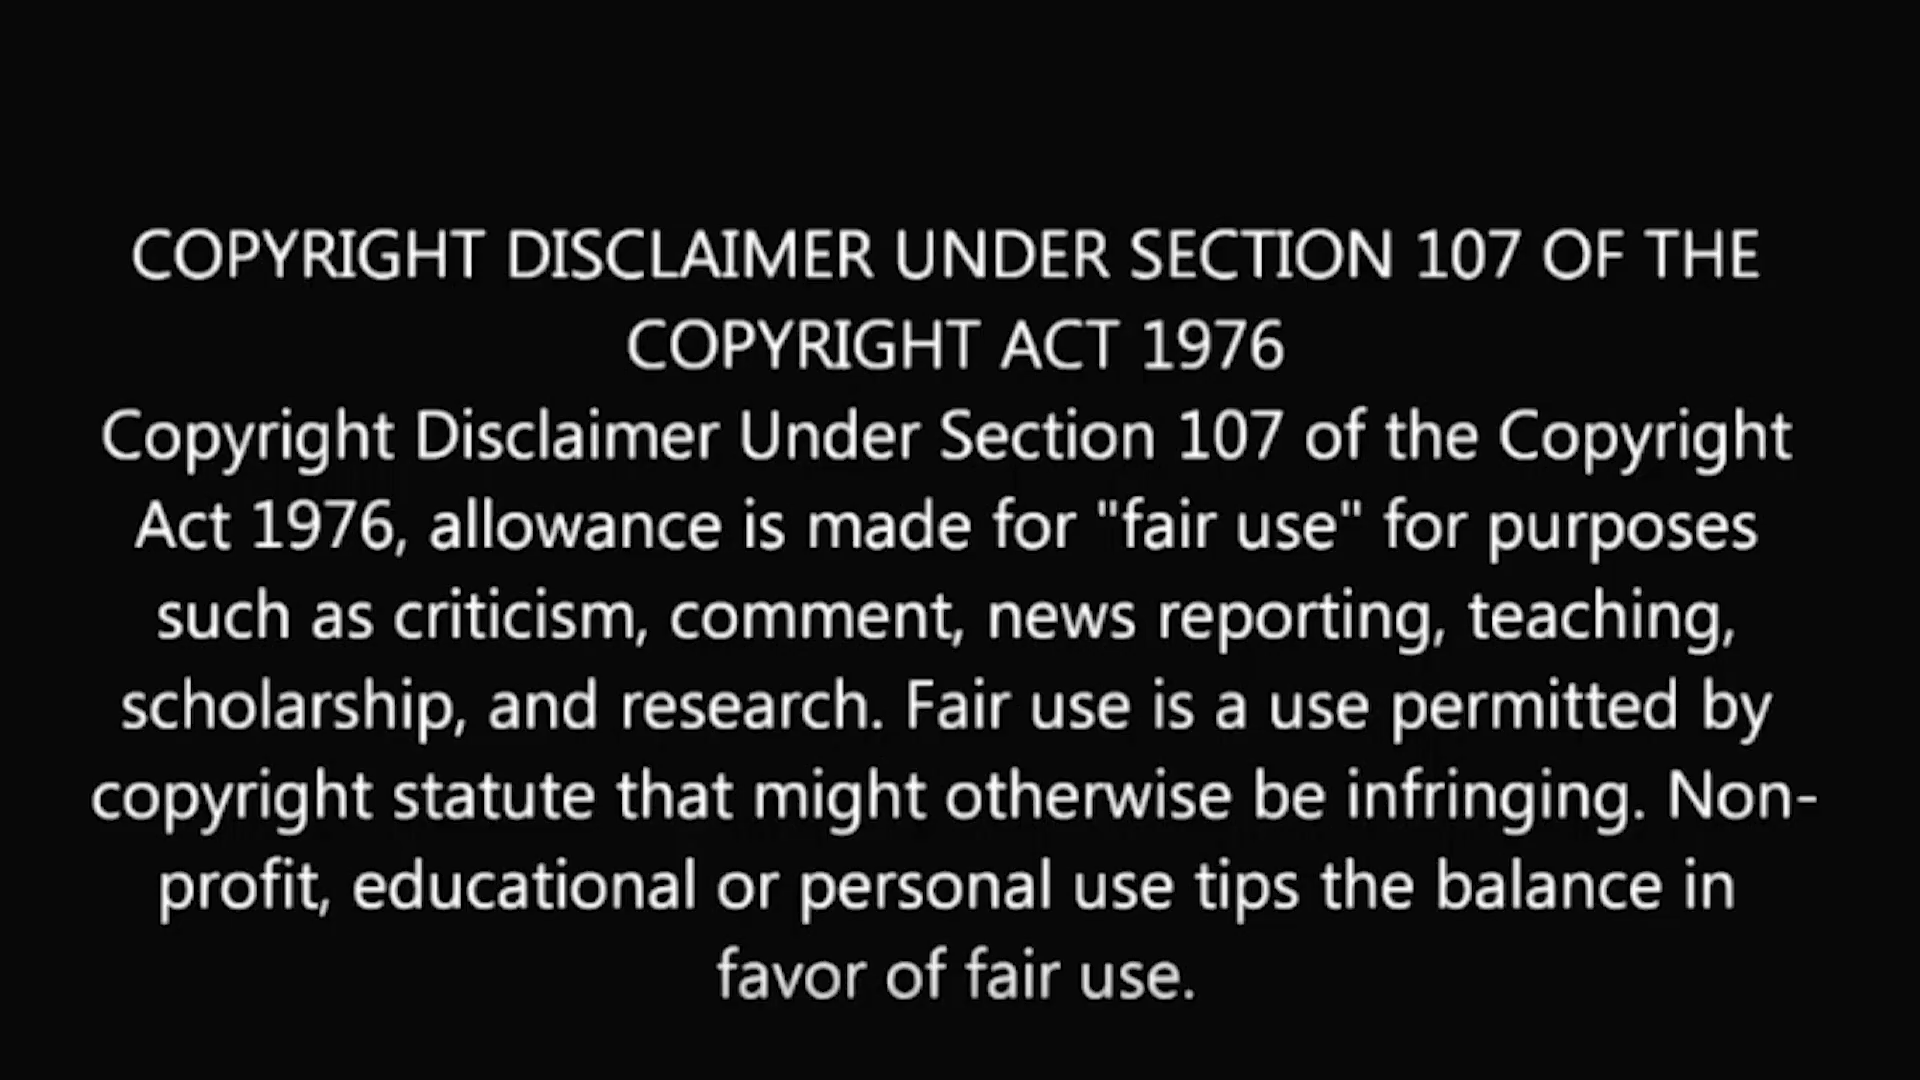 COPYRIGHT DISCLAIMER UNDER SECTION 107 OF THE
COPYRIGHT ACT 1976
Copyright Disclaimer Under Section 107 of the Copyright
Act 1976, allowance is made for "fair use" for purposes
such as criticism, comment, news reporting, teaching,
scholarship, and research. Fair use is a use permitted by
copyright statute that might otherwise be infringing. Non-
profit, educational or personal use tips the balance in
favor of fair use.